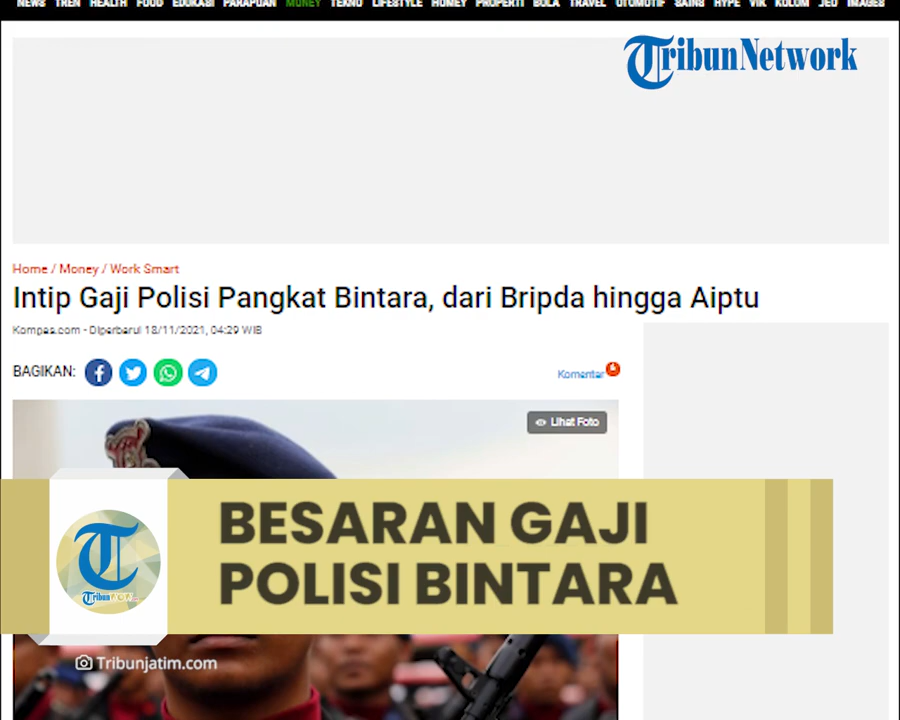 NEWS TREN HEALTH FOOD EDUKASI PARAPUAN MONEY TEKNO LIFESTYLE HOMEY PROPERTI BOLA TRAVEL OTOMOTIF SAINS HYPE VIK KOLOM JEO IMAGES
TribunNetwork
Home / Money / Work Smart
Intip Gaji Polisi Pangkat Bintara, dari Bripda hingga Aiptu
Kompas.com - Diperbarui 18/11/2021, 04:29 WIB
BAGIKAN:
Komentar
Lihat Foto
BESARAN GAJI
POLISI BINTARA
Tribun
Tribunjatim.com